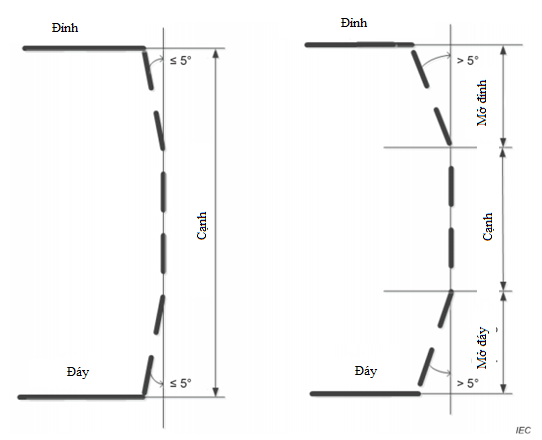 Đỉnh
≤ 5°
Cạnh
Đáy
≤ 5°
Đỉnh
> 5°
Mở đỉnh
Cạnh
Mở đáy
Đáy
> 5°
IEC